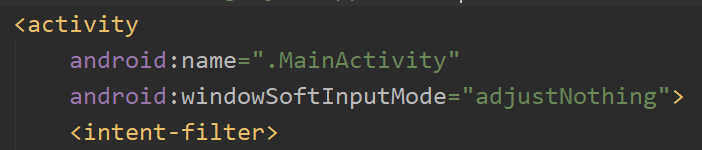 <activity
android:name=".MainActivity"
android:windowSoftInputMode="adjustNothing">
<intent-filter>